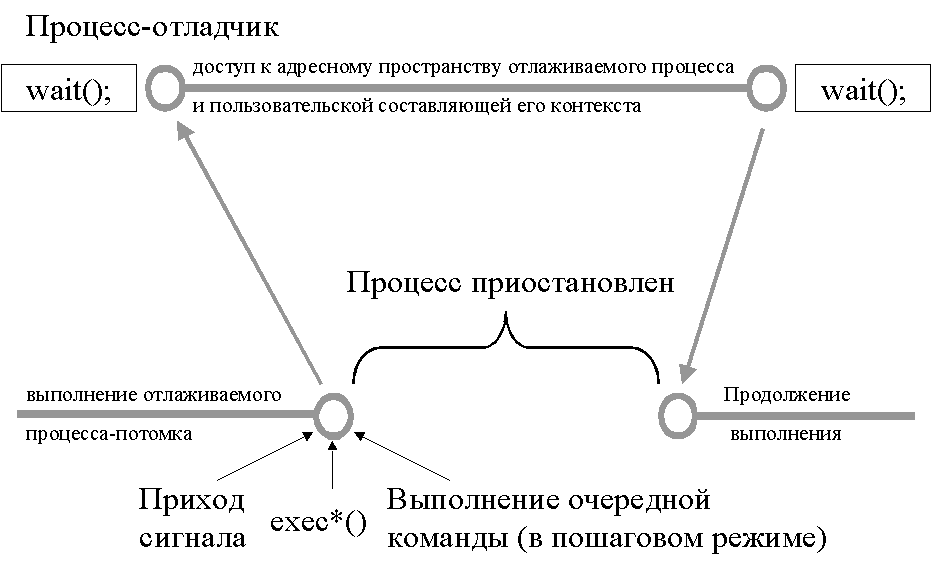 Процесс-отладчик
wait();
доступ к адресному пространству отлаживаемого процесса
и пользовательской составляющей его контекста
wait();
Процесс приостановлен
выполнение отлаживаемого
процесса-потомка
Продолжение
выполнения
Приход
сигнала
exec*()
Выполнение очередной
команды (в пошаговом режиме)